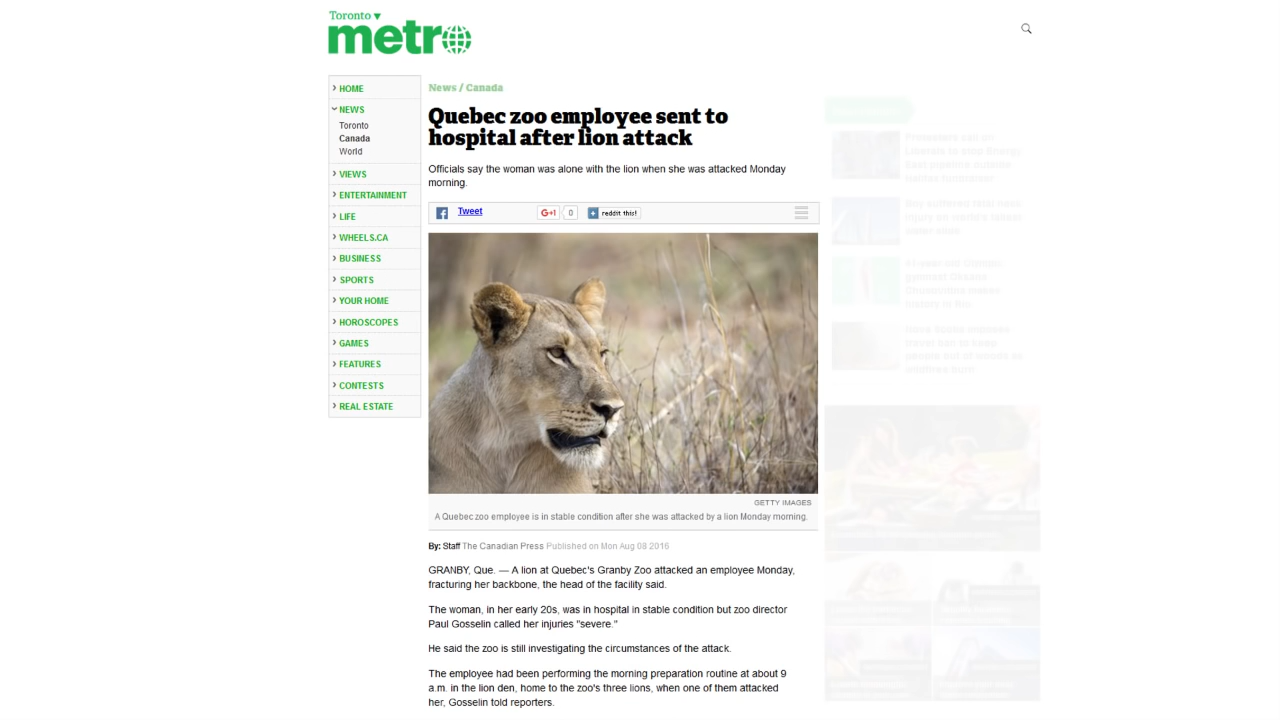 Toronto
metro
News / Canada
Quebec zoo employee sent to
hospital after lion attack
Officials say the woman was alone with the lion when she was attacked Monday
morning.
Tweet
G+1 0
reddit this!
HOME
NEWS
Toronto
Canada
World
VIEWS
ENTERTAINMENT
LIFE
WHEELS.CA
BUSINESS
SPORTS
YOUR HOME
HOROSCOPES
GAMES
FEATURES
CONTESTS
REAL ESTATE
GETTY IMAGES
A Quebec zoo employee is in stable condition after she was attacked by a lion Monday morning.
By: Staff The Canadian Press Published on Mon Aug 08 2016
GRANBY, Que. — A lion at Quebec's Granby Zoo attacked an employee Monday,
fracturing her backbone, the head of the facility said.
The woman, in her early 20s, was in hospital in stable condition but zoo director
Paul Gosselin called her injuries "severe."
He said the zoo is still investigating the circumstances of the attack.
The employee had been performing the morning preparation routine at about 9
a.m. in the lion den, home to the zoo's three lions, when one of them attacked
her, Gosselin told reporters.